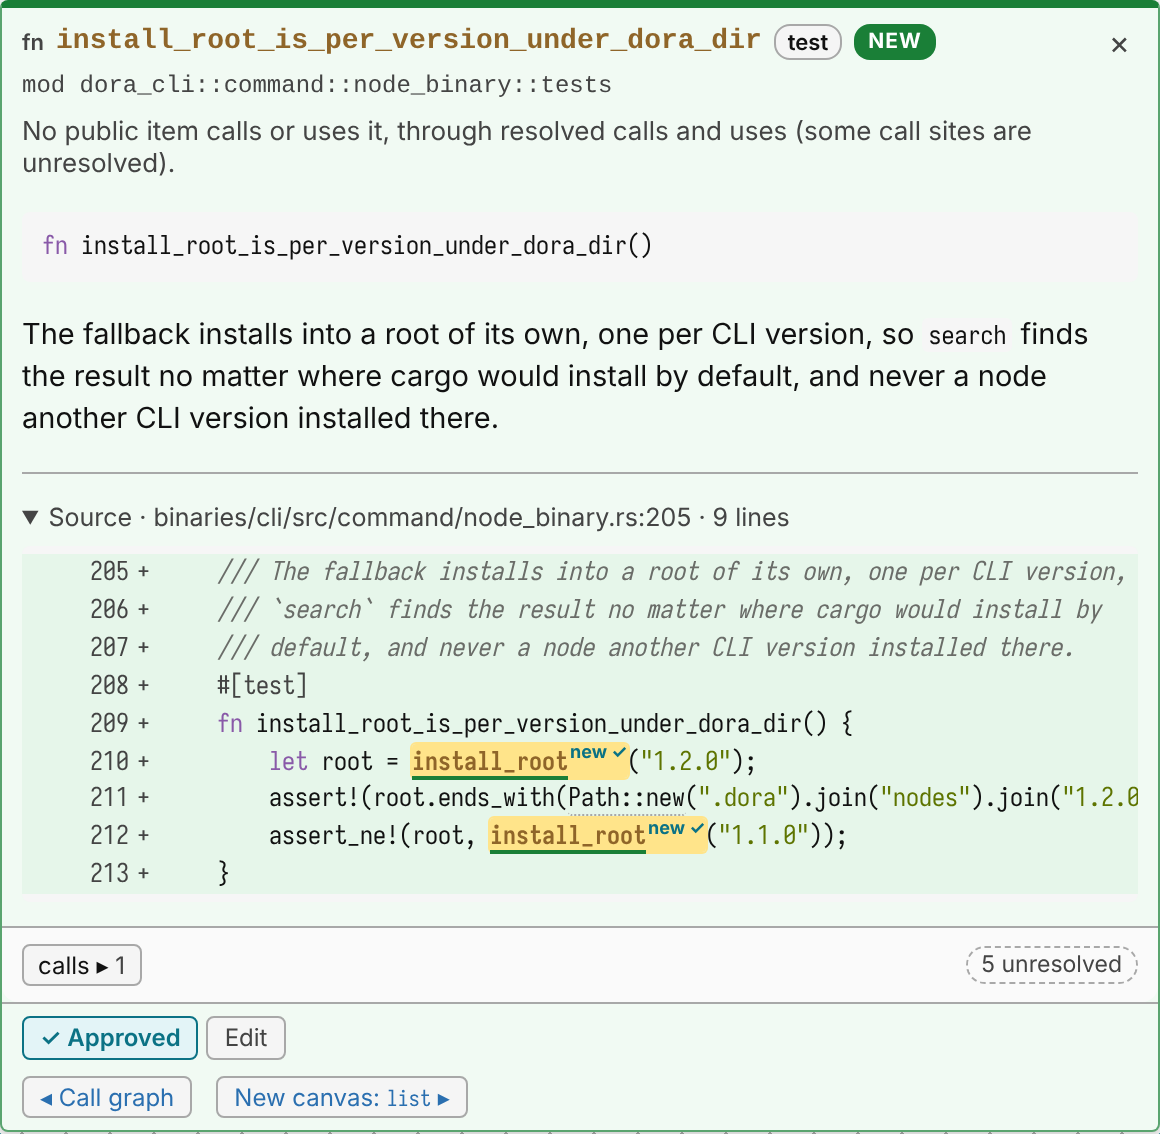 fn install_root_is_per_version_under_dora_dir test NEW ×
mod dora_cli::command::node_binary::tests
No public item calls or uses it, through resolved calls and uses (some call sites are
unresolved).
fn install_root_is_per_version_under_dora_dir()
The fallback installs into a root of its own, one per CLI version, so search finds
the result no matter where cargo would install by default, and never a node
another CLI version installed there.
▼ Source · binaries/cli/src/command/node_binary.rs:205 · 9 lines
205 + /// The fallback installs into a root of its own, one per CLI version,
206 + /// `search` finds the result no matter where cargo would install by
207 + /// default, and never a node another CLI version installed there.
208 + #[test]
209 + fn install_root_is_per_version_under_dora_dir() {
210 + let root = install_root new ✓("1.2.0");
211 + assert!(root.ends_with(Path::new(".dora").join("nodes").join("1.2.0
212 + assert_ne!(root, install_root new ✓("1.1.0"));
213 + }
calls ▸ 1 5 unresolved
✓ Approved Edit
◂ Call graph New canvas: list ▸